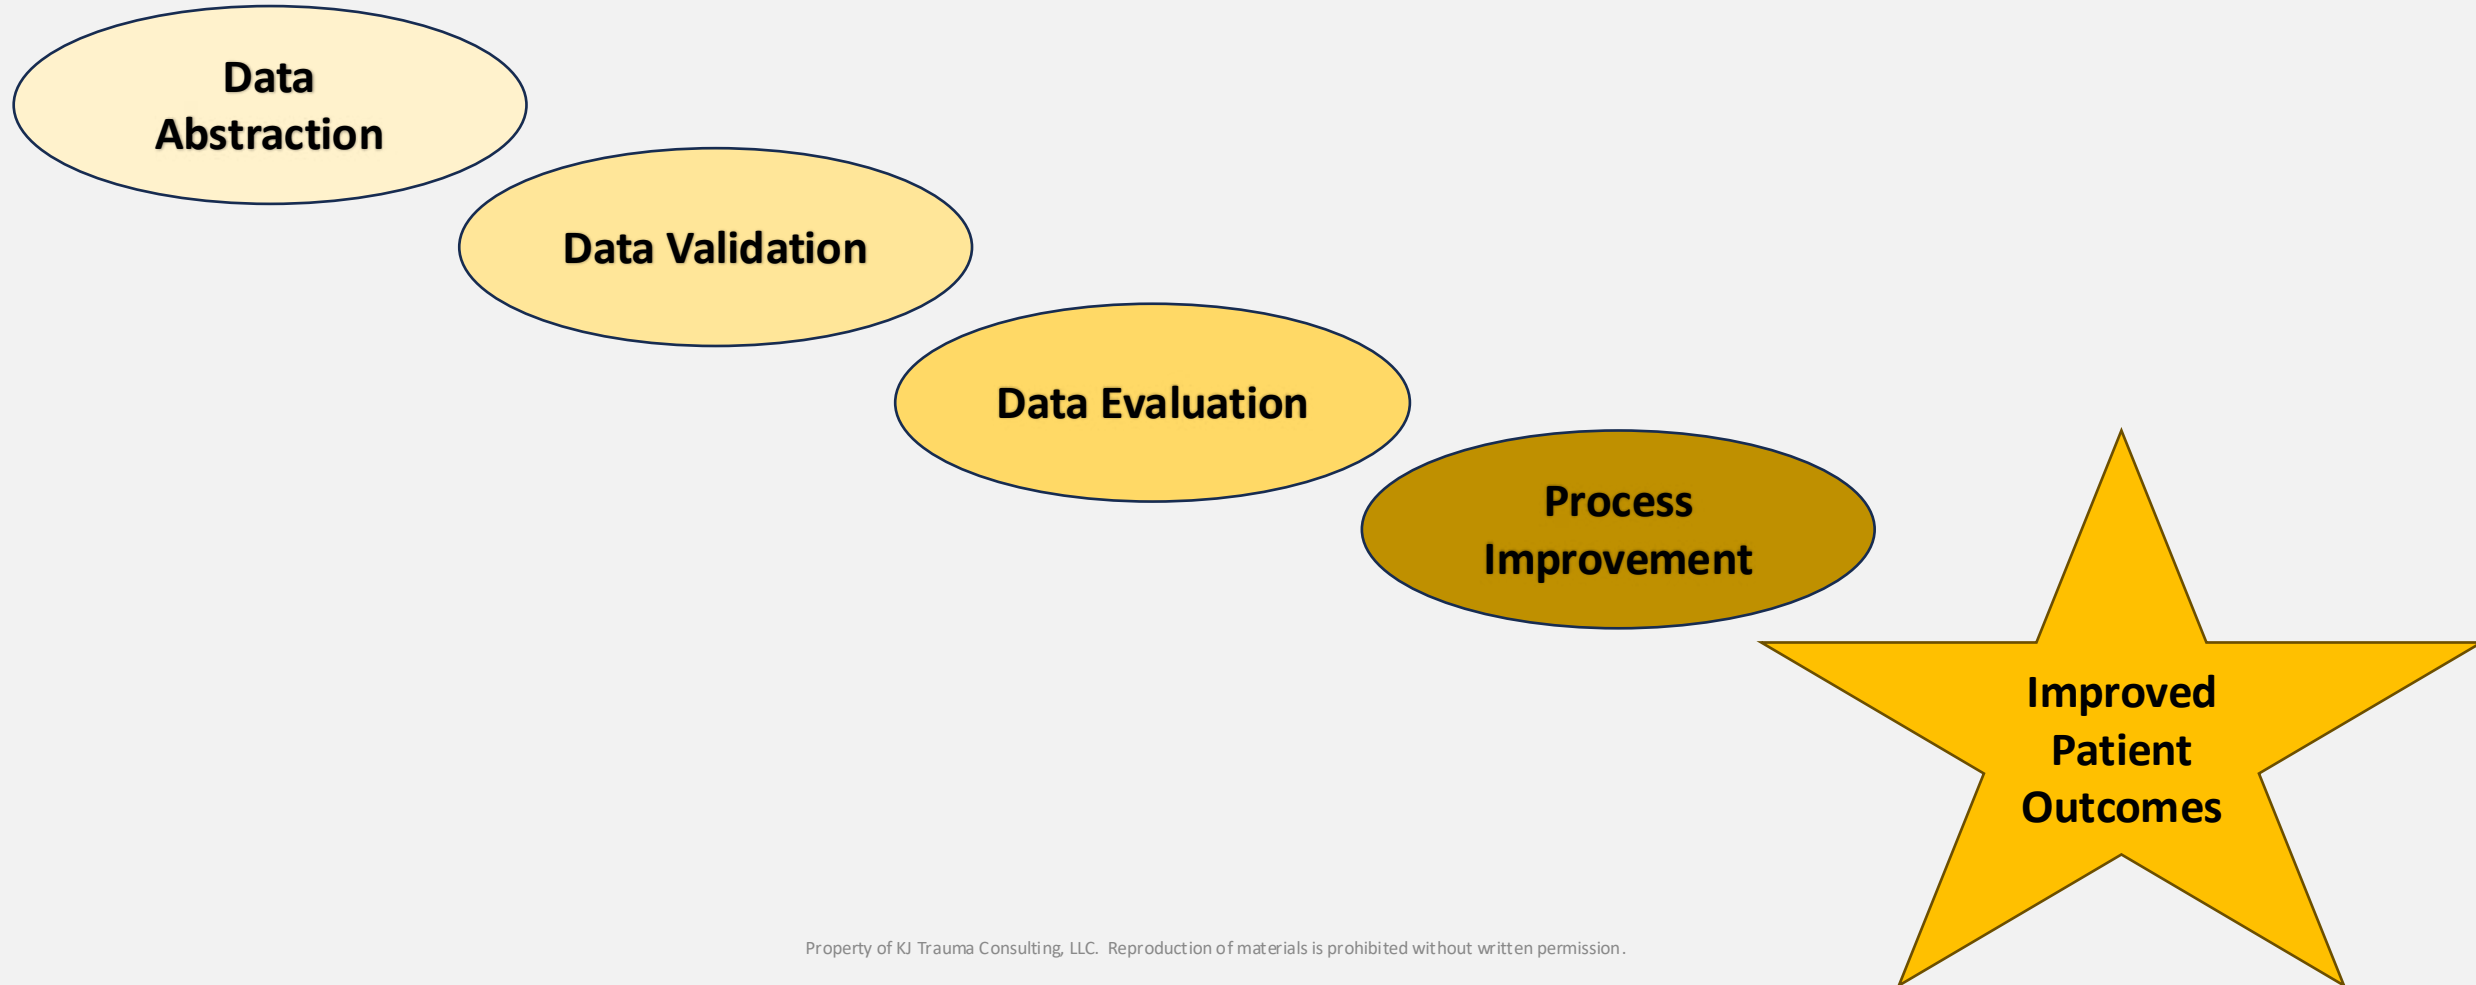 Data
Abstraction
Data Validation
Data Evaluation
Process
Improvement
Improved
Patient
Outcomes
Property of KJ Trauma Consulting, LLC.  Reproduction of materials is prohibited without written permission.